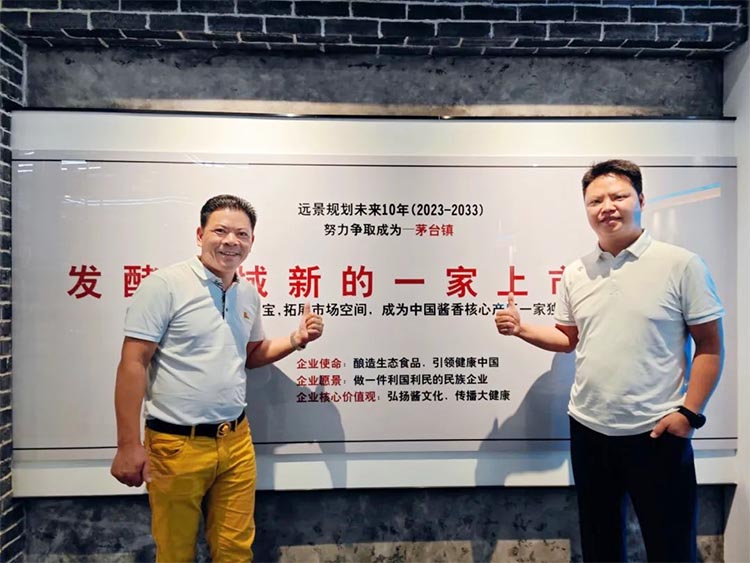 远景规划未来10年(2023-2033)
努力争取成为—茅台镇
发酵 域新的一家上市
宝,拓展市场空间,成为中国酱香核心产 一家独
企业使命:酿造生态食品,引领健康中国
企业愿景:做一件利国利民的民族企业
企业核心价值观:弘扬酱文化,传播大健康